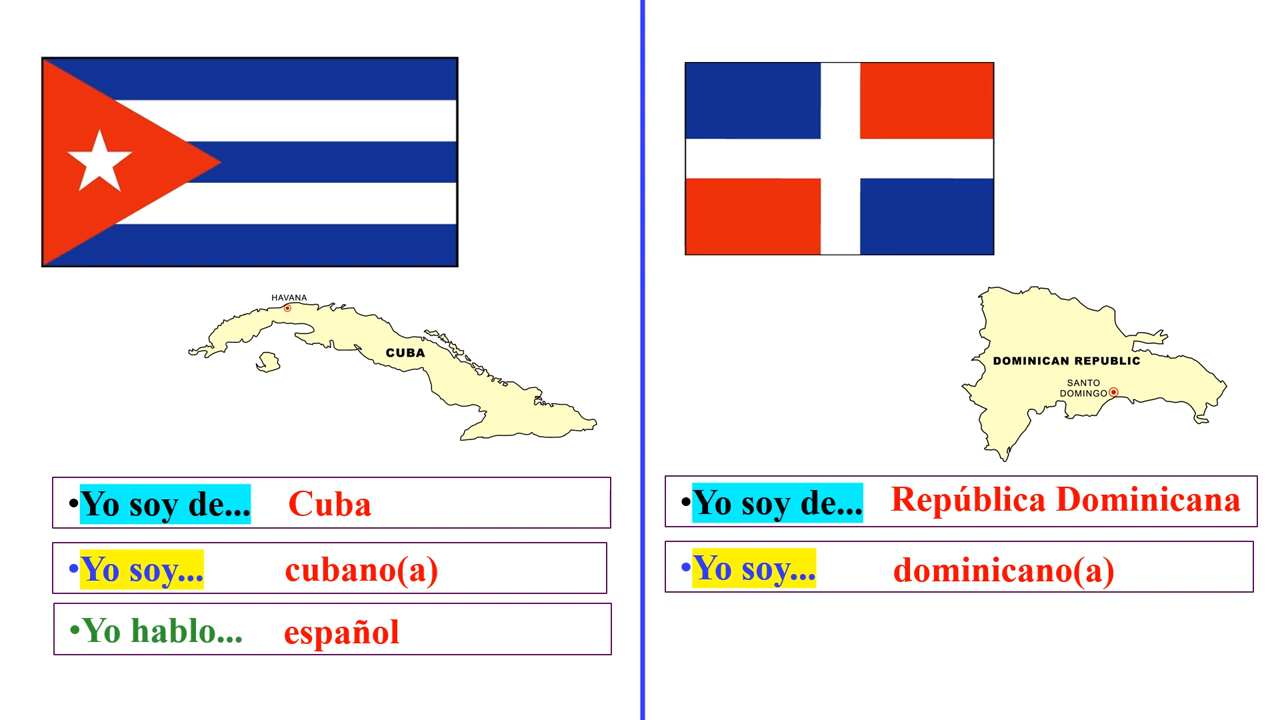 HAVANA
CUBA
•Yo soy de... Cuba
•Yo soy... cubano(a)
•Yo hablo... español
DOMINICAN REPUBLIC
SANTO
DOMINGO
•Yo soy de... República Dominicana
•Yo soy... dominicano(a)